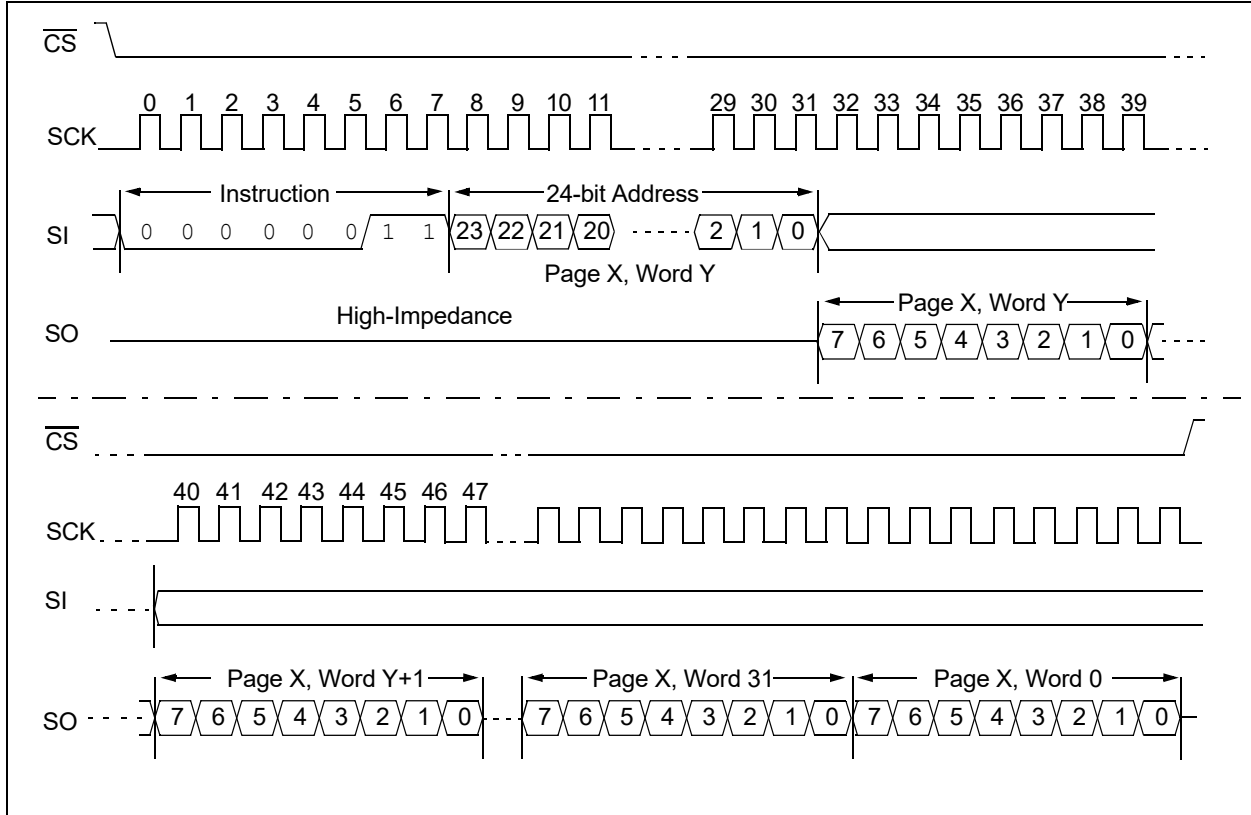 CS
0 1 2 3 4 5 6 7 8 9 10 11 29 30 31 32 33 34 35 36 37 38 39
SCK
Instruction 24-bit Address
SI 0 0 0 0 0 0 1 1 23 22 21 20 2 1 0
Page X, Word Y
High-Impedance Page X, Word Y
SO 7 6 5 4 3 2 1 0
CS
40 41 42 43 44 45 46 47
SCK
SI
Page X, Word Y+1 Page X, Word 31 Page X, Word 0
SO 7 6 5 4 3 2 1 0 7 6 5 4 3 2 1 0 7 6 5 4 3 2 1 0